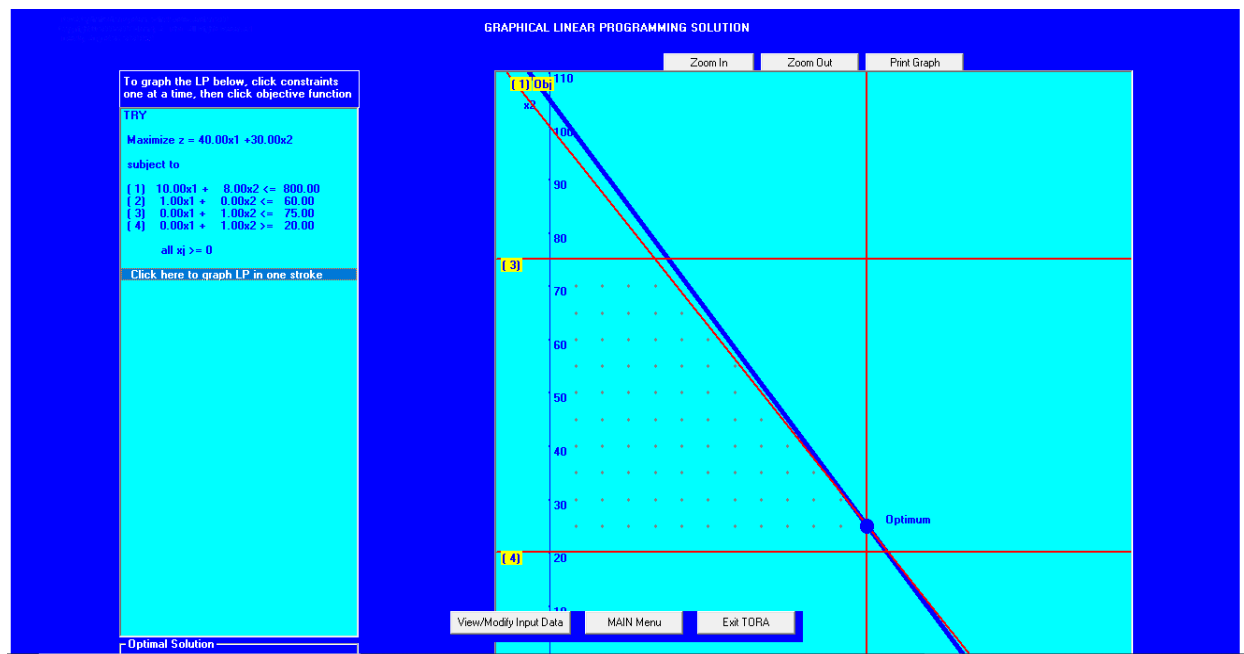 GRAPHICAL LINEAR PROGRAMMING SOLUTION
Zoom In
Zoom Out
Print Graph
To graph the LP below, click constraints
one at a time, then click objective function
TRY
Maximize z = 40.00x1 +30.00x2
subject to
( 1) 10.00x1 + 8.00x2 <= 800.00
( 2) 1.00x1 + 0.00x2 <= 60.00
( 3) 0.00x1 + 1.00x2 <= 75.00
( 4) 0.00x1 + 1.00x2 >= 20.00
all xj >= 0
Click here to graph LP in one stroke
Optimal Solution
( 1) Obj
110
x2
100
90
80
( 3)
70
60
50
40
30
Optimum
( 4)
20
10
View/Modify Input Data
MAIN Menu
Exit TORA